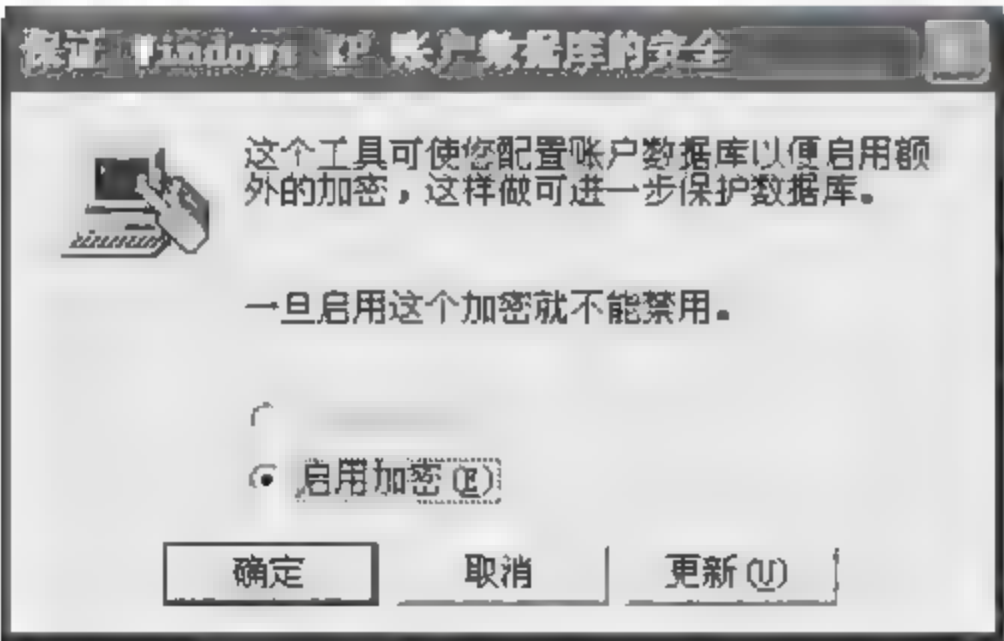 保证 Windows XP 账户数据库的安全
这个工具可使您配置账户数据库以便启用额
外的加密，这样做可进一步保护数据库。
一旦启用这个加密就不能禁用。
启用加密(E)
确定
取消
更新(U)